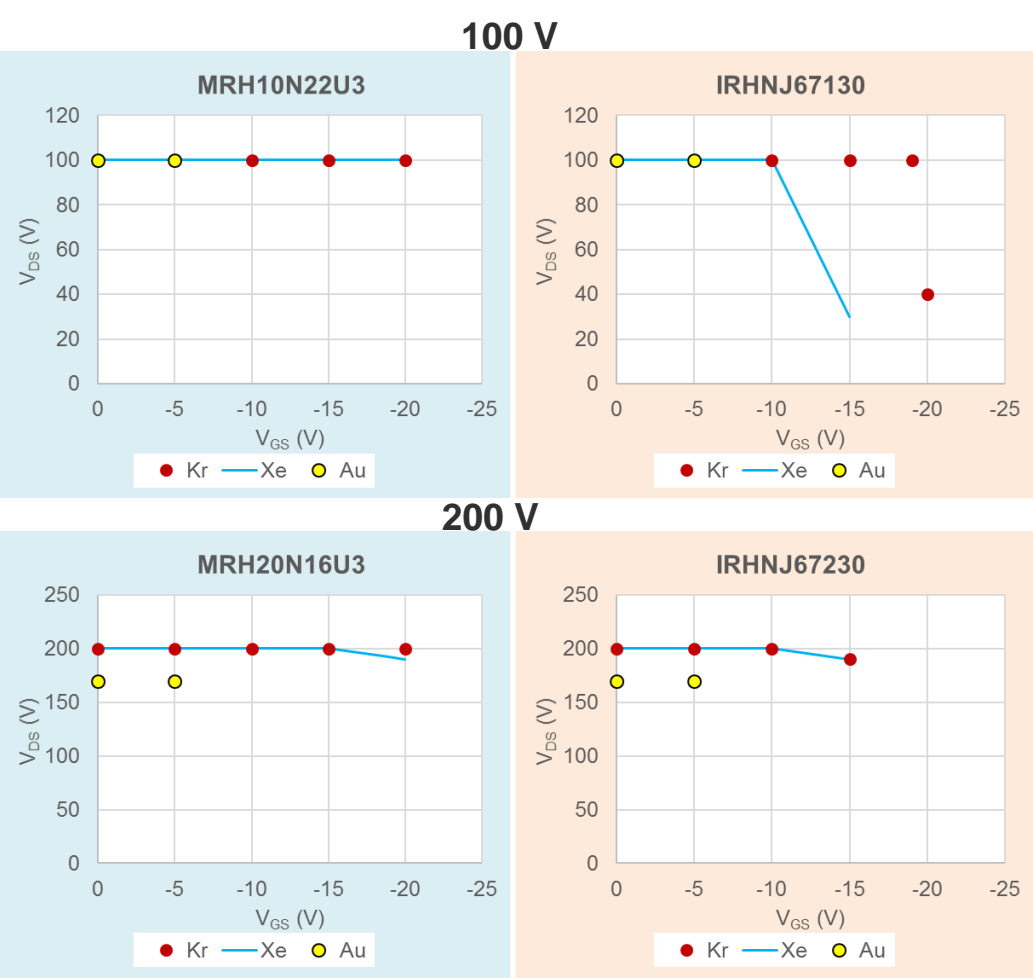 100 V
MRH10N22U3
120
100
80
60
40
20
0
V_DS (V)
0 -5 -10 -15 -20 -25
V_GS (V)
Kr Xe Au
IRHNJ67130
120
100
80
60
40
20
0
V_DS (V)
0 -5 -10 -15 -20 -25
V_GS (V)
Kr Xe Au
200 V
MRH20N16U3
250
200
150
100
50
0
V_DS (V)
0 -5 -10 -15 -20 -25
V_GS (V)
Kr Xe Au
IRHNJ67230
250
200
150
100
50
0
V_DS (V)
0 -5 -10 -15 -20 -25
V_GS (V)
Kr Xe Au